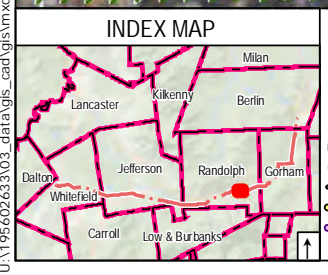 INDEX MAP
Milan
Kilkenny
Lancaster
Berlin
Jefferson
Randolph
Gorham
Dalton
Whitefield
Carroll
Low & Burbanks
U:\195602633\03_data\gis_cad\gis\mxd